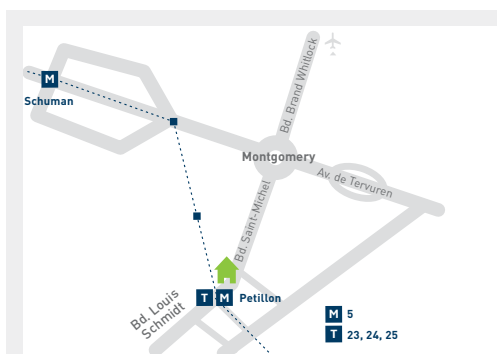 Bd. Brand Whitlock
M
Schuman
Montgomery
Av. de Tervuren
Bd. Saint-Michel
T M Petillon
Bd. Louis
Schmidt
M 5
T 23, 24, 25